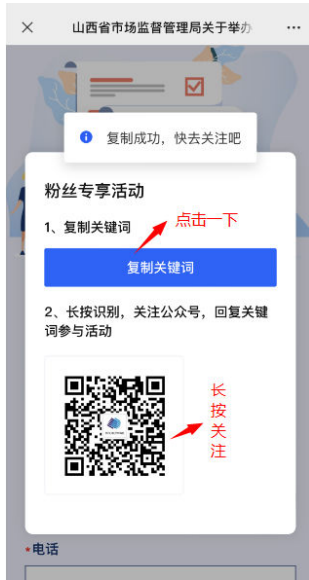 山西省市场监督管理局关于举办
复制成功，快去关注吧
粉丝专享活动
1、复制关键词
点击一下
复制关键词
2、长按识别，关注公众号，回复关键
词参与活动
长
按
关
注
*电话